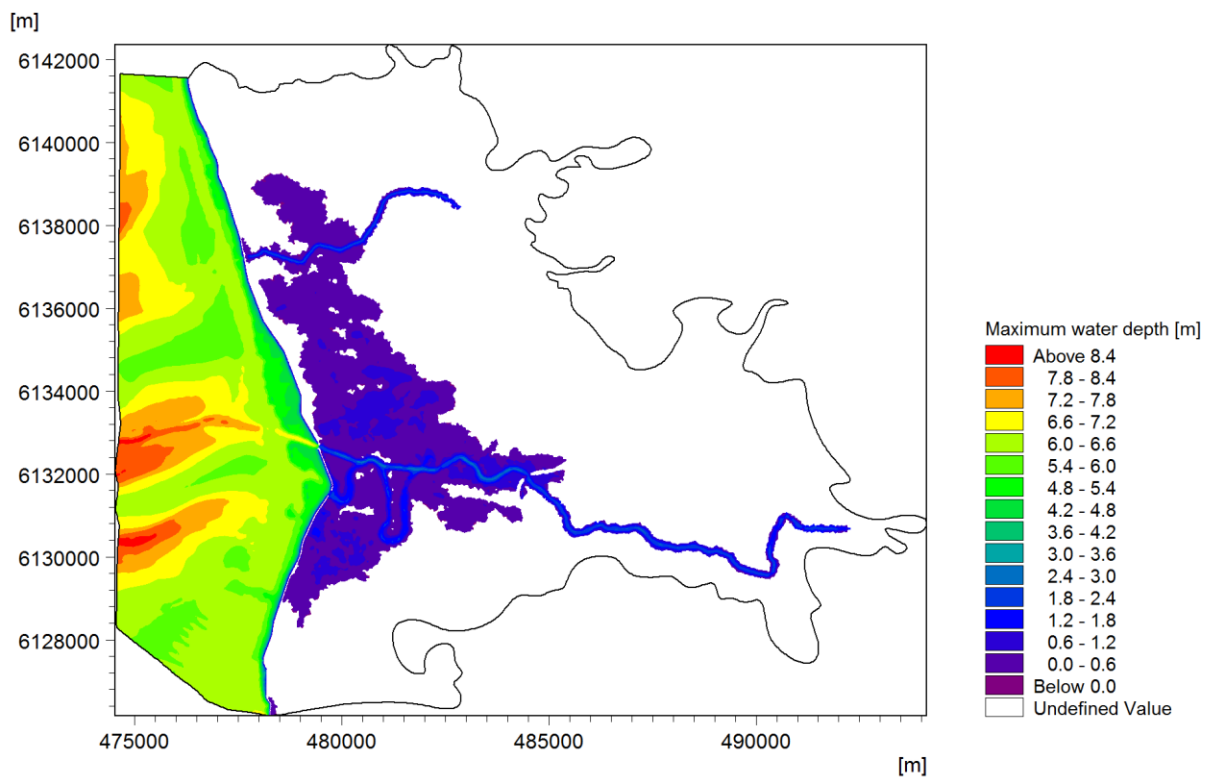 [m]
6142000
6140000
6138000
6136000
6134000
6132000
6130000
6128000
475000
480000
485000
490000
[m]
Maximum water depth [m]
Above 8.4
7.8 - 8.4
7.2 - 7.8
6.6 - 7.2
6.0 - 6.6
5.4 - 6.0
4.8 - 5.4
4.2 - 4.8
3.6 - 4.2
3.0 - 3.6
2.4 - 3.0
1.8 - 2.4
1.2 - 1.8
0.6 - 1.2
0.0 - 0.6
Below 0.0
Undefined Value